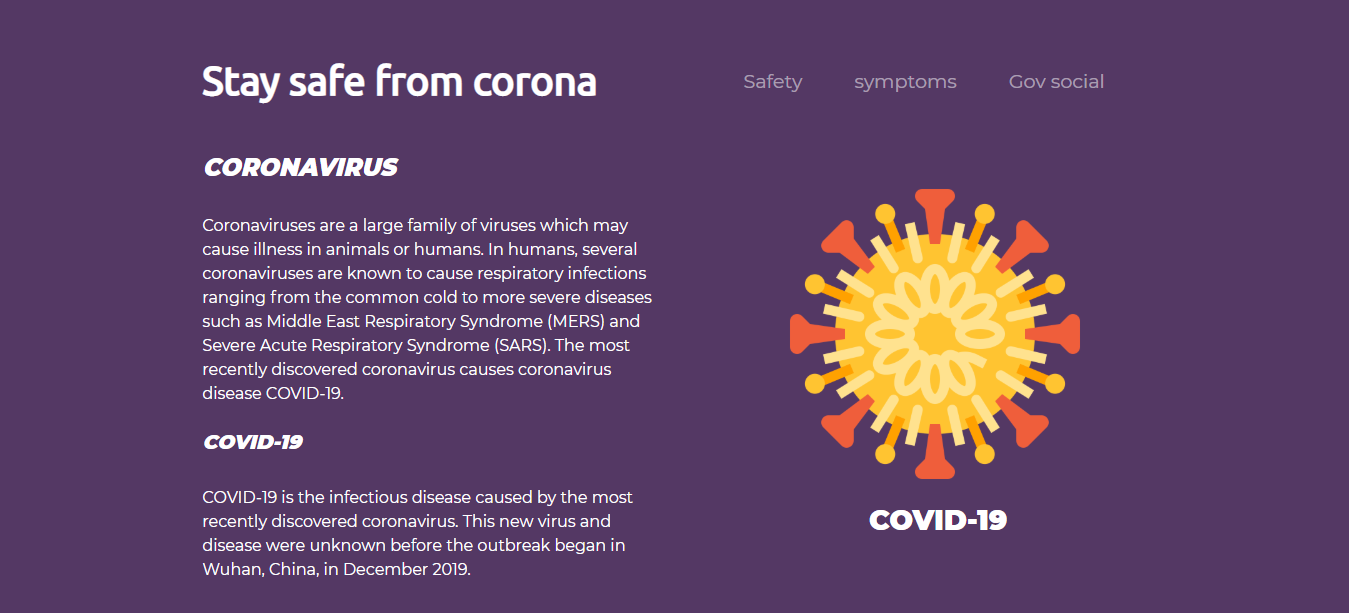 Stay safe from corona
Safety symptoms Gov social
CORONAVIRUS
Coronaviruses are a large family of viruses which may
cause illness in animals or humans. In humans, several
coronaviruses are known to cause respiratory infections
ranging from the common cold to more severe diseases
such as Middle East Respiratory Syndrome (MERS) and
Severe Acute Respiratory Syndrome (SARS). The most
recently discovered coronavirus causes coronavirus
disease COVID-19.
COVID-19
COVID-19 is the infectious disease caused by the most
recently discovered coronavirus. This new virus and
disease were unknown before the outbreak began in
Wuhan, China, in December 2019.
COVID-19